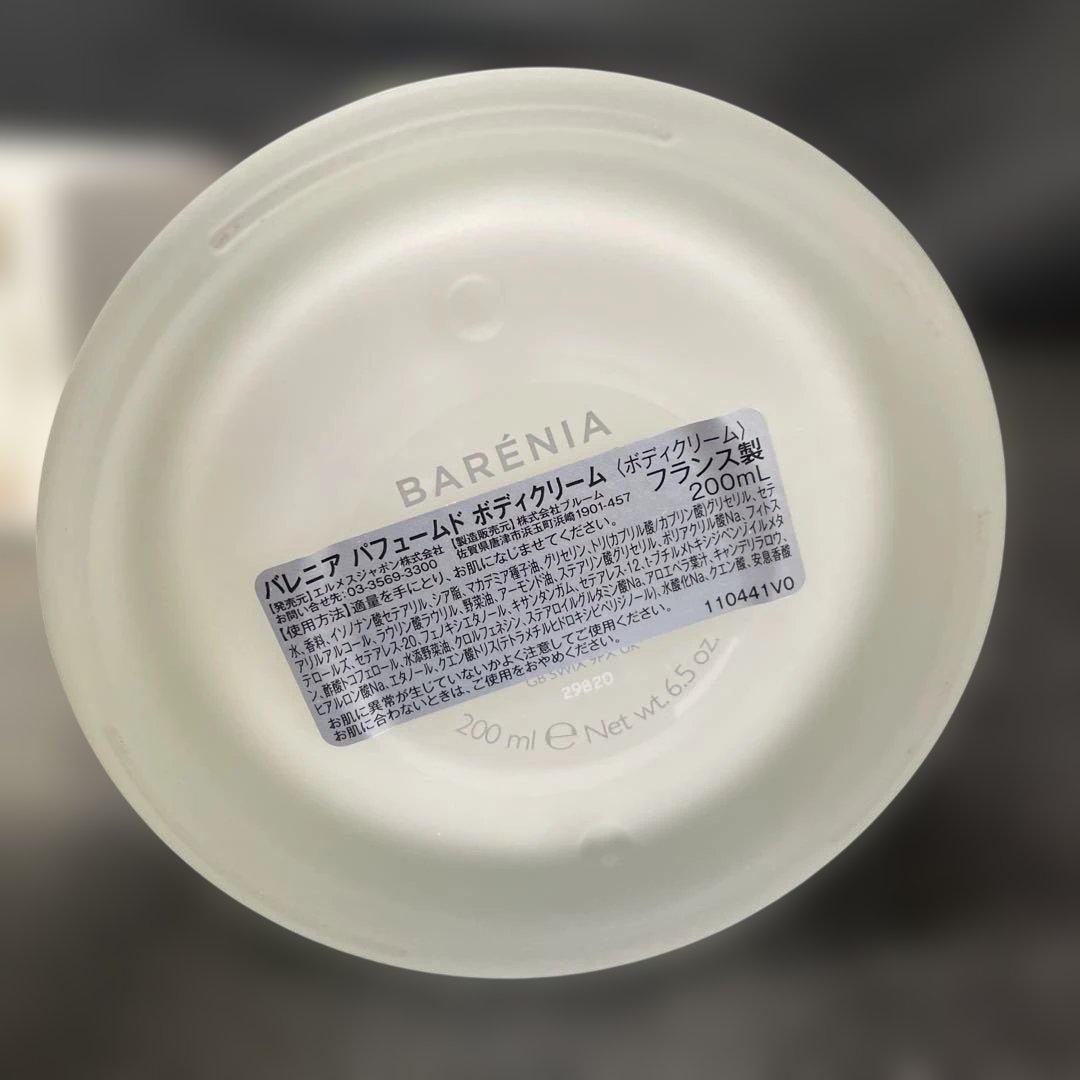 BARÉNIA
バレニア パフュームド ボディクリーム 〈ボディクリーム〉
【発売元】エルメスジャポン株式会社 【製造販売元】株式会社ブルーム フランス製
お問い合せ先: 03-3569-3300 佐賀県唐津市浜玉町浜崎1901-457 200mL
【使用方法】適量を手にとり、お肌になじませてください。
水、香料、イソノナン酸セテアリル、シア脂、マカデミア種子油、グリセリン、トリ(カプリル酸/カプリン酸)グリセリル、セテ
アリルアルコール、ラウリン酸ラウリル、野菜油、アーモンド油、ステアリン酸グリセリル、ポリアクリル酸Na、フィトス
テロールズ、セテアレス-20、フェノキシエタノール、キサンタンガム、セテアレス-12、t-ブチルメトキシジベンゾイルメタ
ン、酢酸トコフェロール、水添野菜油、クロルフェネシン、ステアロイルグルタミン酸Na、アロエベラ葉汁、キャンデリラロウ、
ヒアルロン酸Na、エタノール、クエン酸トリス(テトラメチルヒドロキシピペリジノール)、水酸化Na、クエン酸、安息香酸
お肌に異常が生じていないかよく注意してご使用ください。 110441V0
お肌に合わないときは、ご使用をおやめください。
GB SW1X 9PX UK
29820
200 ml ℮ Net wt. 6.5 oz.